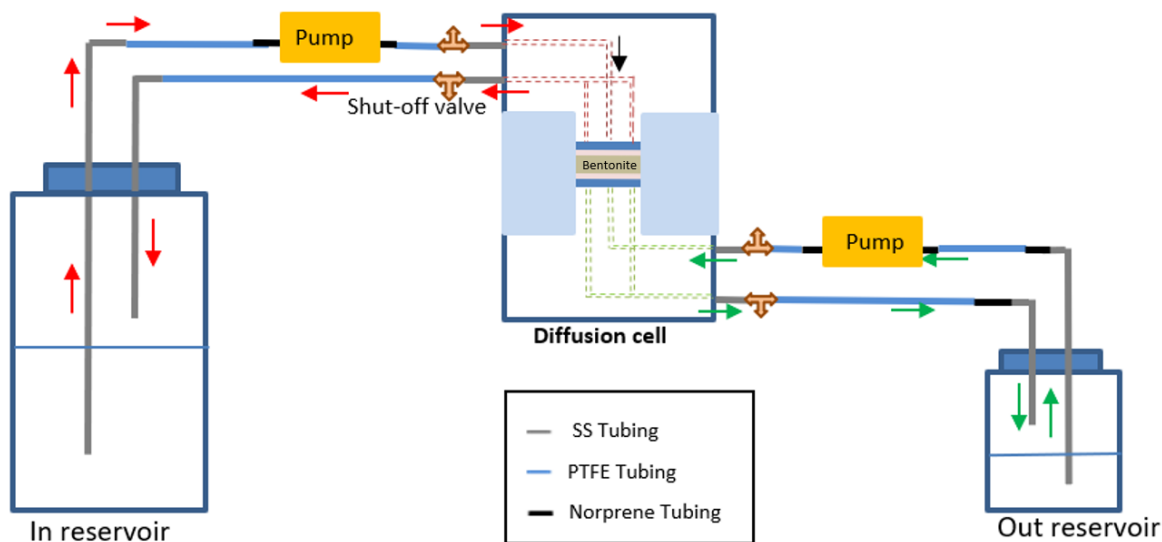 Pump
Shut-off valve
Bentonite
Pump
Diffusion cell
SS Tubing
PTFE Tubing
Norprene Tubing
In reservoir
Out reservoir